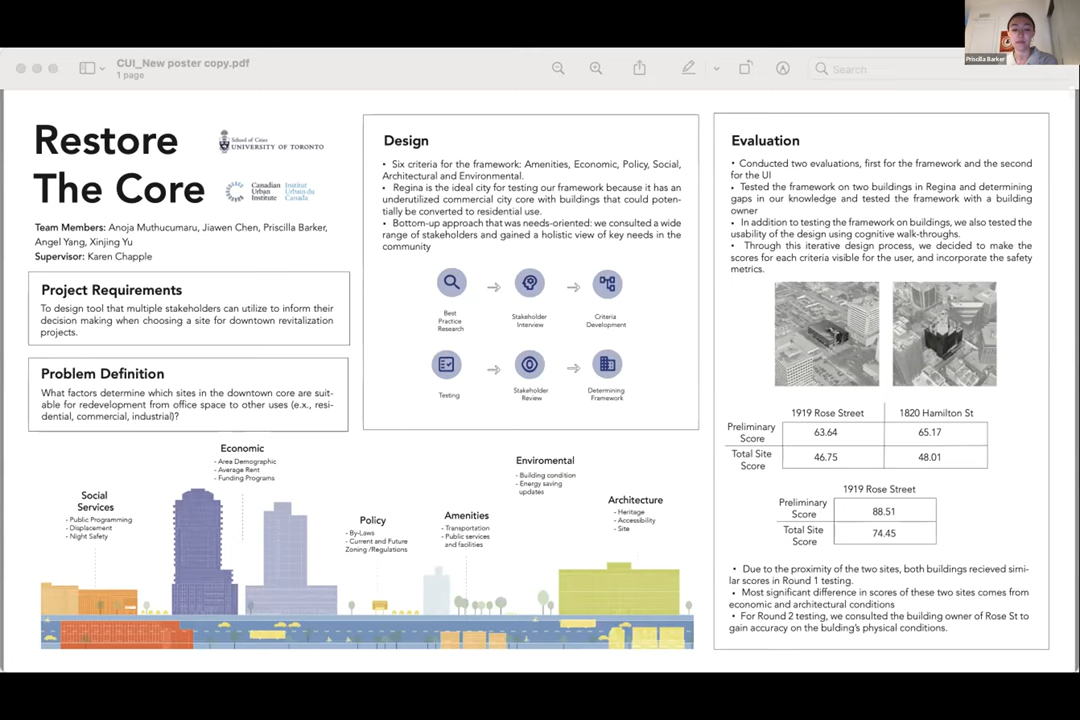 Priscilla Barker
CUI_New poster copy.pdf
1 page
Search
Restore
The Core
School of Cities
UNIVERSITY OF TORONTO
Canadian Institut
Urban Urbain du
Institute Canada
Team Members: Anoja Muthucumaru, Jiawen Chen, Priscilla Barker,
Angel Yang, Xinjing Yu
Supervisor: Karen Chapple
Project Requirements
To design tool that multiple stakeholders can utilize to inform their
decision making when choosing a site for downtown revitalization
projects.
Problem Definition
What factors determine which sites in the downtown core are suit-
able for redevelopment from office space to other uses (e.x., resi-
dential, commercial, industrial)?
Design
• Six criteria for the framework: Amenities, Economic, Policy, Social,
Architectural and Environmental.
• Regina is the ideal city for testing our framework because it has an
underutilized commercial city core with buildings that could poten-
tially be converted to residential use.
• Bottom-up approach that was needs-oriented: we consulted a wide
range of stakeholders and gained a holistic view of key needs in the
community
Best
Practice
Research
Stakeholder
Interview
Criteria
Development
Testing
Stakeholder
Review
Determining
Framework
Social
Services
- Public Programming
- Displacement
- Night Safety
Economic
- Area Demographic
- Average Rent
- Funding Programs
Policy
- By-Laws
- Current and Future
Zoning /Regulations
Amenities
- Transportation
- Public services
and facilities
Enviromental
- Building condition
- Energy saving
updates
Architecture
- Heritage
- Accessibility
- Site
Evaluation
• Conducted two evaluations, first for the framework and the second
for the UI
• Tested the framework on two buildings in Regina and determining
gaps in our knowledge and tested the framework with a building
owner
• In addition to testing the framework on buildings, we also tested the
usability of the design using cognitive walk-throughs.
• Through this iterative design process, we decided to make the
scores for each criteria visible for the user, and incorporate the safety
metrics.
1919 Rose Street 1820 Hamilton St
Preliminary
Score 63.64 65.17
Total Site
Score 46.75 48.01
1919 Rose Street
Preliminary
Score 88.51
Total Site
Score 74.45
• Due to the proximity of the two sites, both buildings recieved simi-
lar scores in Round 1 testing.
• Most significant difference in scores of these two sites comes from
economic and architectural conditions
• For Round 2 testing, we consulted the building owner of Rose St to
gain accuracy on the bulding's physical conditions.